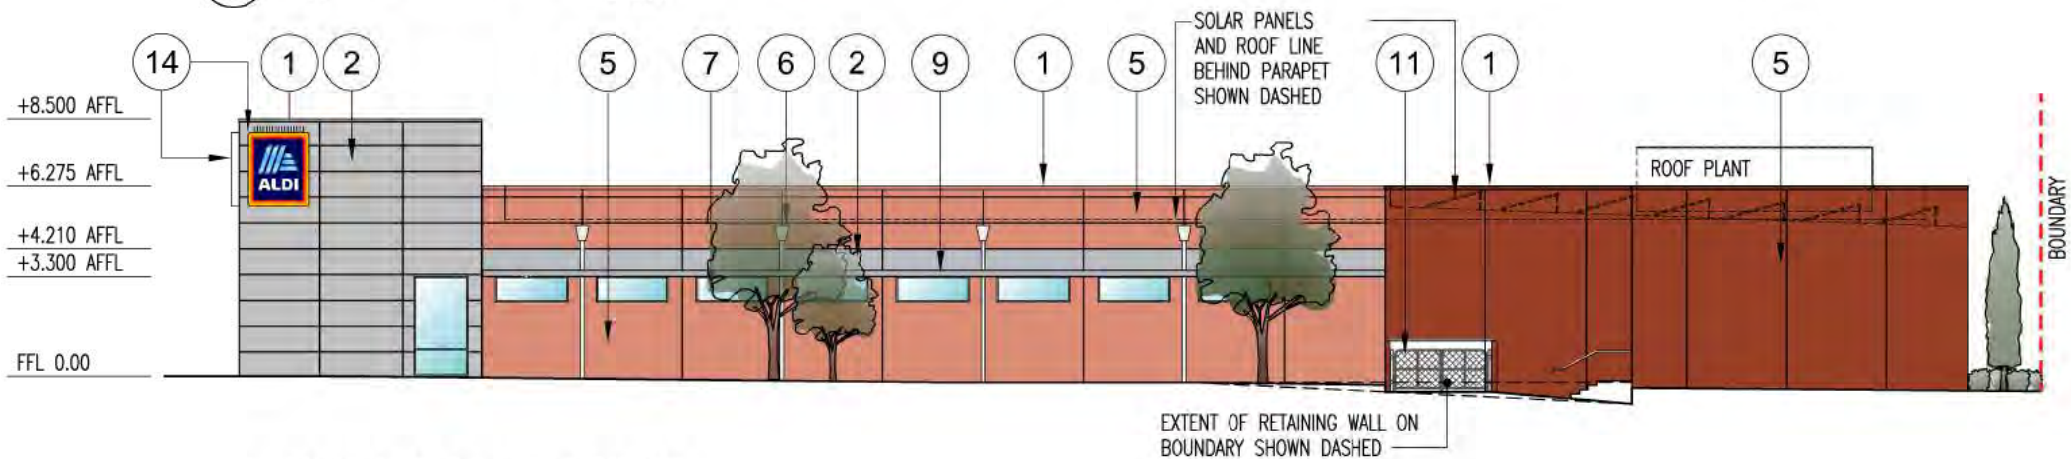 SOLAR PANELS
AND ROOF LINE
BEHIND PARAPET
SHOWN DASHED
14
1
2
5
7
6
2
9
1
5
11
1
5
+8.500 AFFL
+6.275 AFFL
+4.210 AFFL
+3.300 AFFL
FFL 0.00
ALDI
ROOF PLANT
BOUNDARY
EXTENT OF RETAINING WALL ON
BOUNDARY SHOWN DASHED